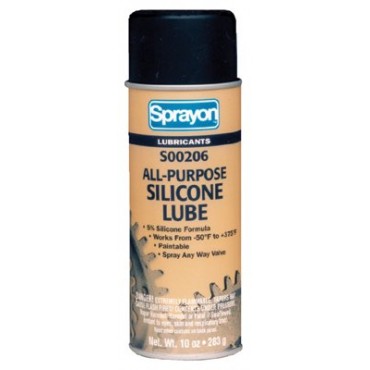 Sprayon
LUBRICANTS
S00206
ALL-PURPOSE
SILICONE
LUBE
• 5% Silicone Formula
• Works From -50°F to +375°F
• Paintable
• Spray Any Way Valve
Net. Wt. 10 oz • 283 g